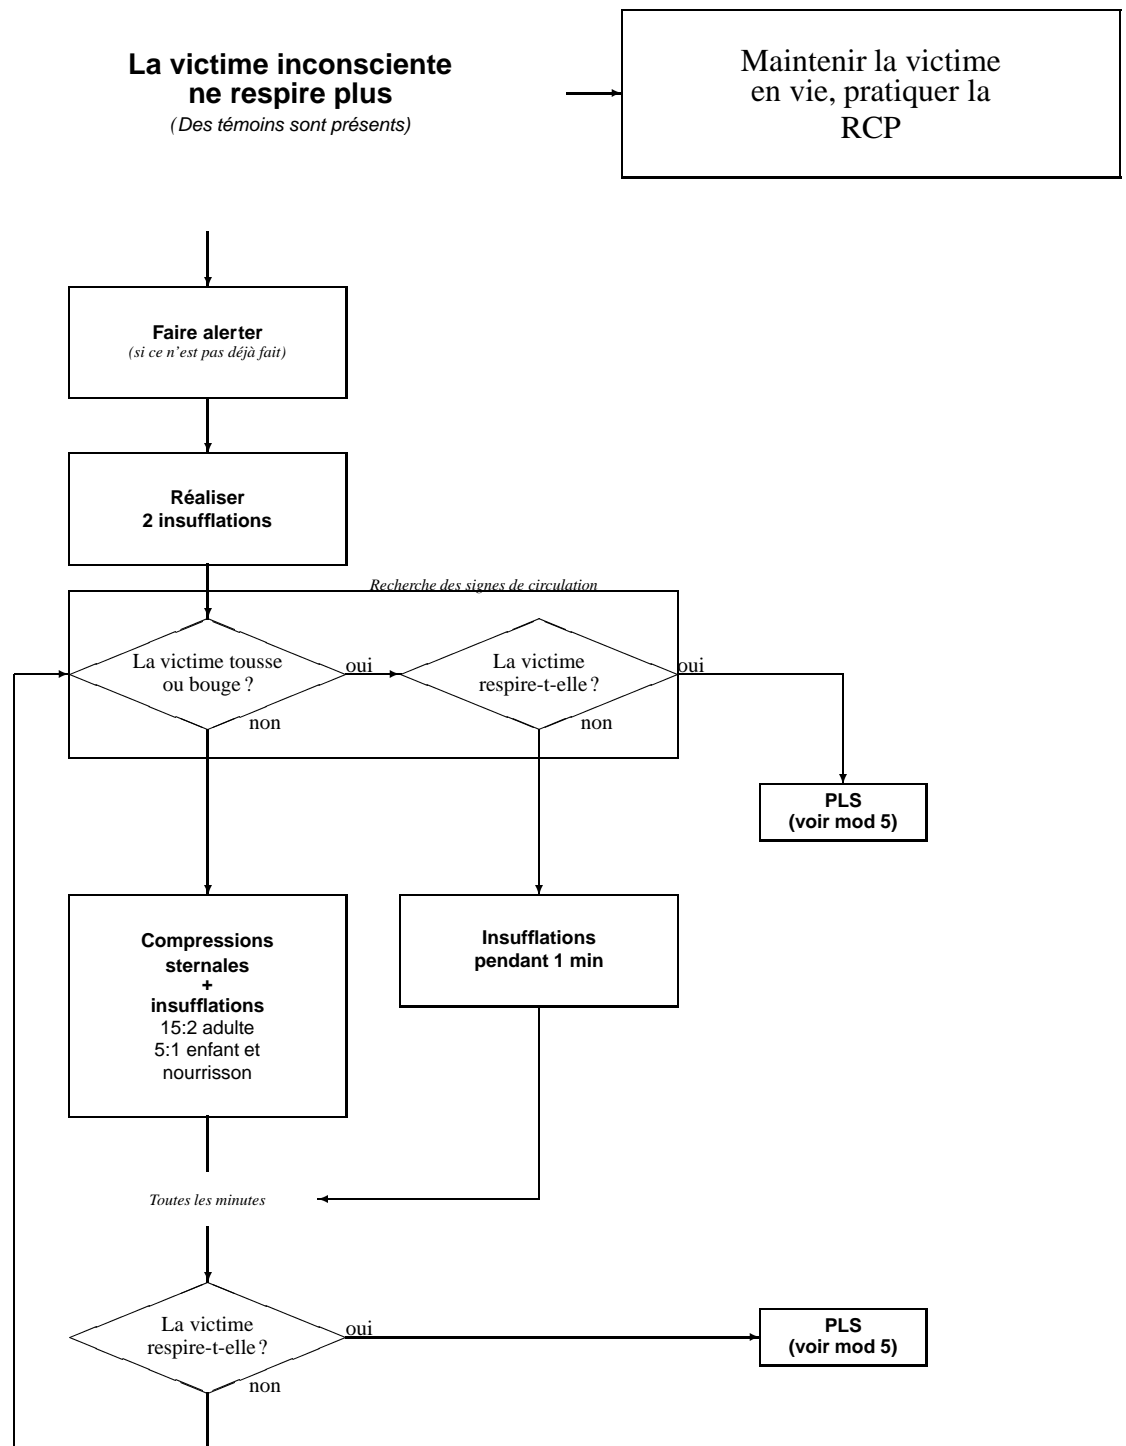 La victime inconsciente
ne respire plus
(Des témoins sont présents)
Maintenir la victime
en vie, pratiquer la
RCP
Faire alerter
(si ce n'est pas déjà fait)
Réaliser
2 insufflations
Recherche des signes de circulation
La victime tousse
ou bouge ?
oui
non
La victime
respire-t-elle ?
oui
non
PLS
(voir mod 5)
Compressions
sternales
+
insufflations
15:2 adulte
5:1 enfant et
nourrisson
Insufflations
pendant 1 min
Toutes les minutes
La victime
respire-t-elle ?
oui
non
PLS
(voir mod 5)